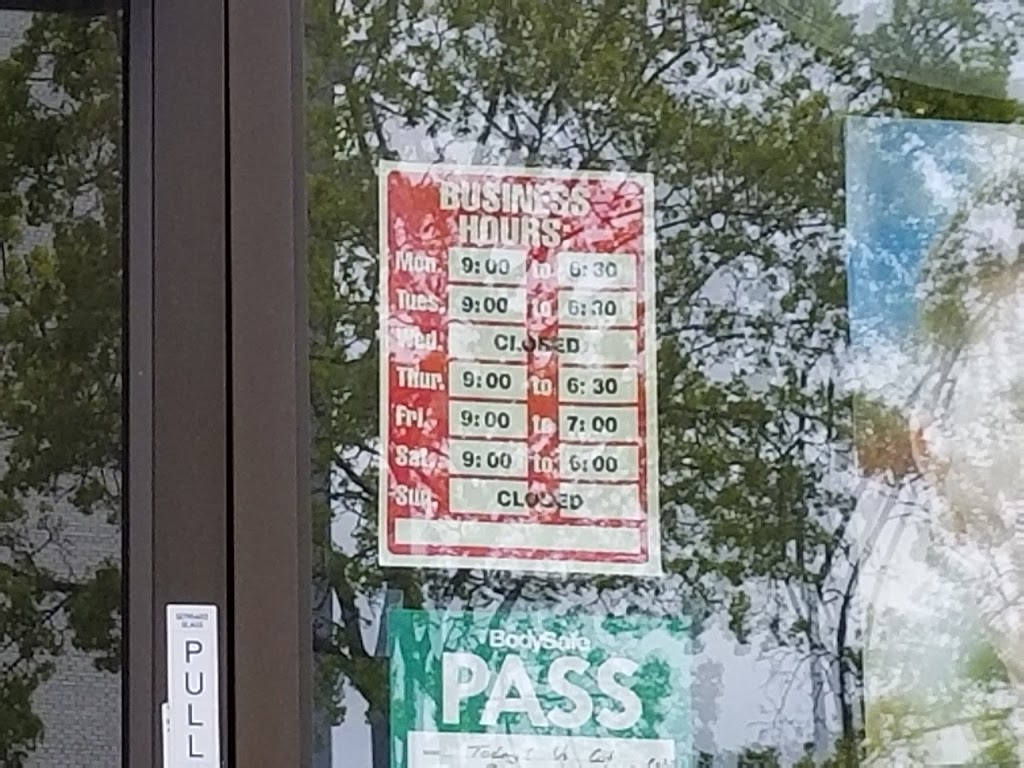 BUSINESS
HOURS
Mon. 9:00 to 6:30
Tues. 9:00 to 6:30
Wed. CLOSED
Thur. 9:00 to 6:30
Fri. 9:00 to 7:00
Sat. 9:00 to 6:00
Sun. CLOSED
BodySafe
PASS
PULL